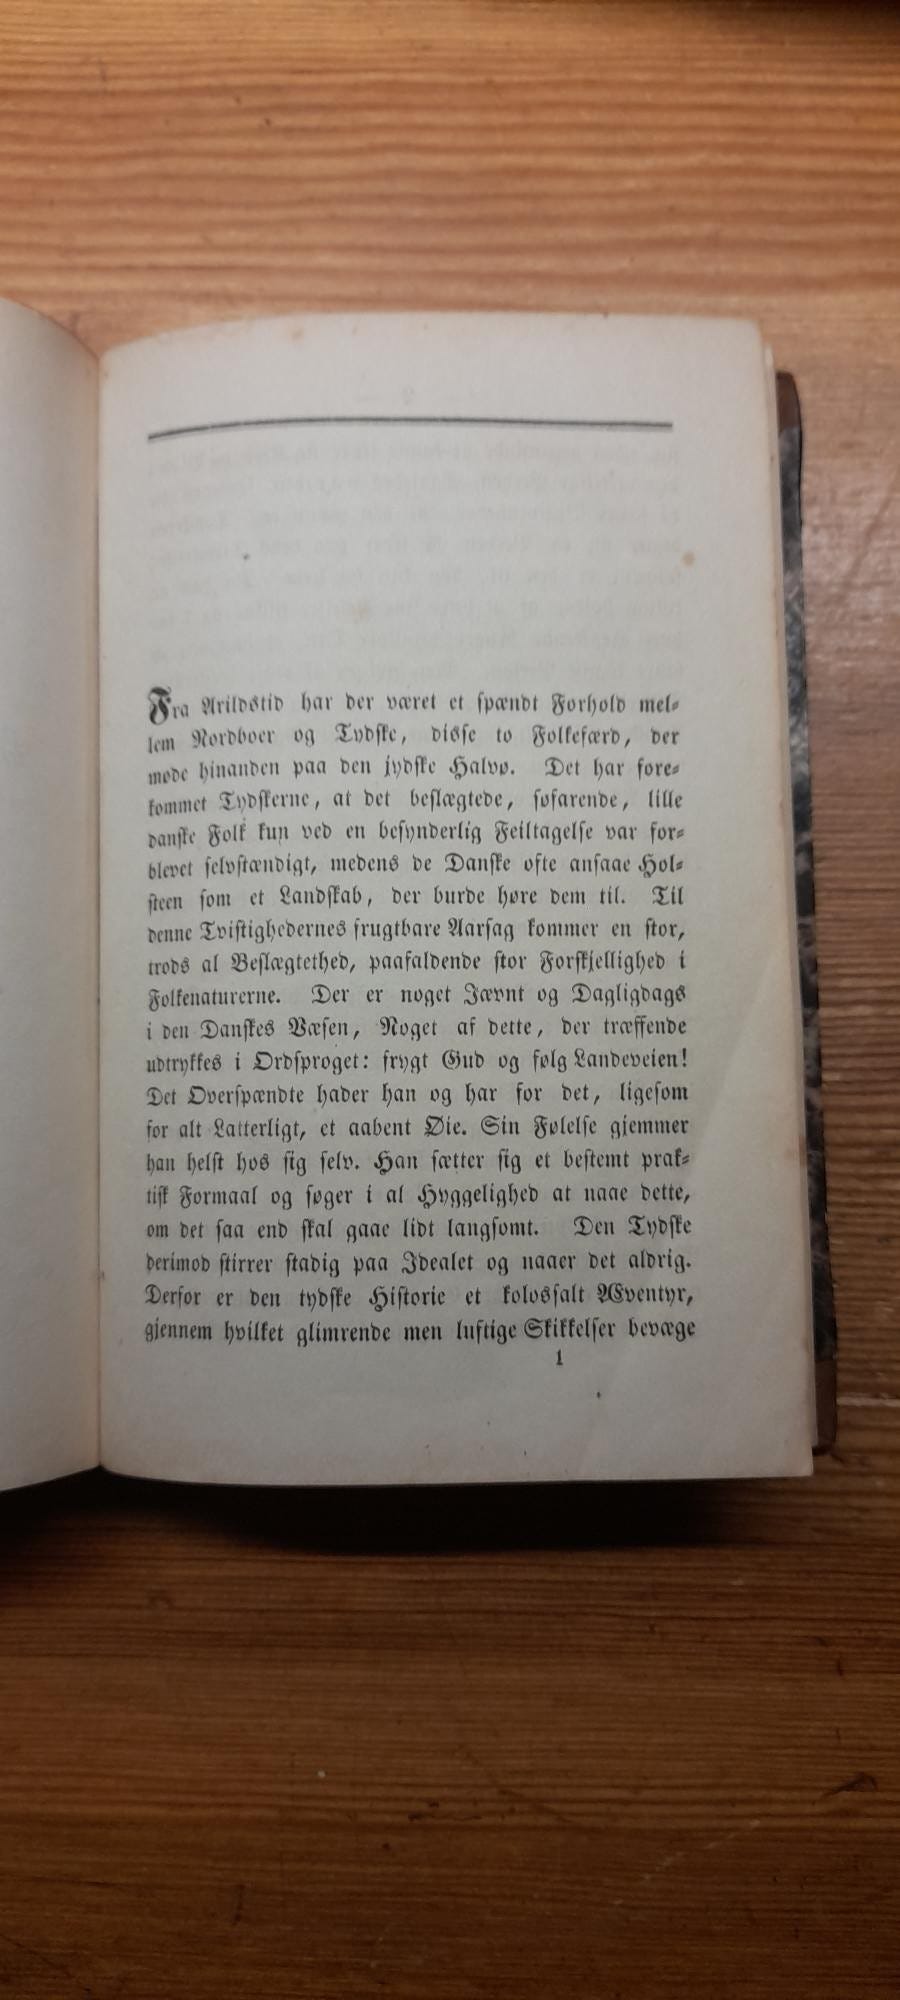 Fra Arildstid har der været et spændt Forhold mel-
lem Nordboer og Tydske, disse to Folkefærd, der
møde hinanden paa den jydske Halvø. Det har fore-
kommet Tydskerne, at det beslægtede, søfarende, lille
danske Folk kun ved en besynderlig Feiltagelse var for-
blevet selvstændigt, medens de Danske ofte ansaae Hol-
steen som et Landskab, der burde høre dem til. Til
denne Tvistighedernes frugtbare Aarsag kommer en stor,
trods al Beslægtethed, paafaldende stor Forskjellighed i
Folkenaturerne. Der er noget Jævnt og Dagligdags
i den Danskes Væsen, Noget af dette, der træffende
udtrykkes i Ordsproget: frygt Gud og følg Landeveien!
Det Overspændte hader han og har for det, ligesom
for alt Latterligt, et aabent Øie. Sin Følelse gjemmer
han helst hos sig selv. Han sætter sig et bestemt prak-
tisk Formaal og søger i al Hyggelighed at naae dette,
om det saa end skal gaae lidt langsomt. Den Tydske
derimod stirrer stadig paa Idealet og naaer det aldrig.
Derfor er den tydske Historie et kolossalt Æventyr,
gjennem hvilket glimrende men luftige Skikkelser bevæge
1